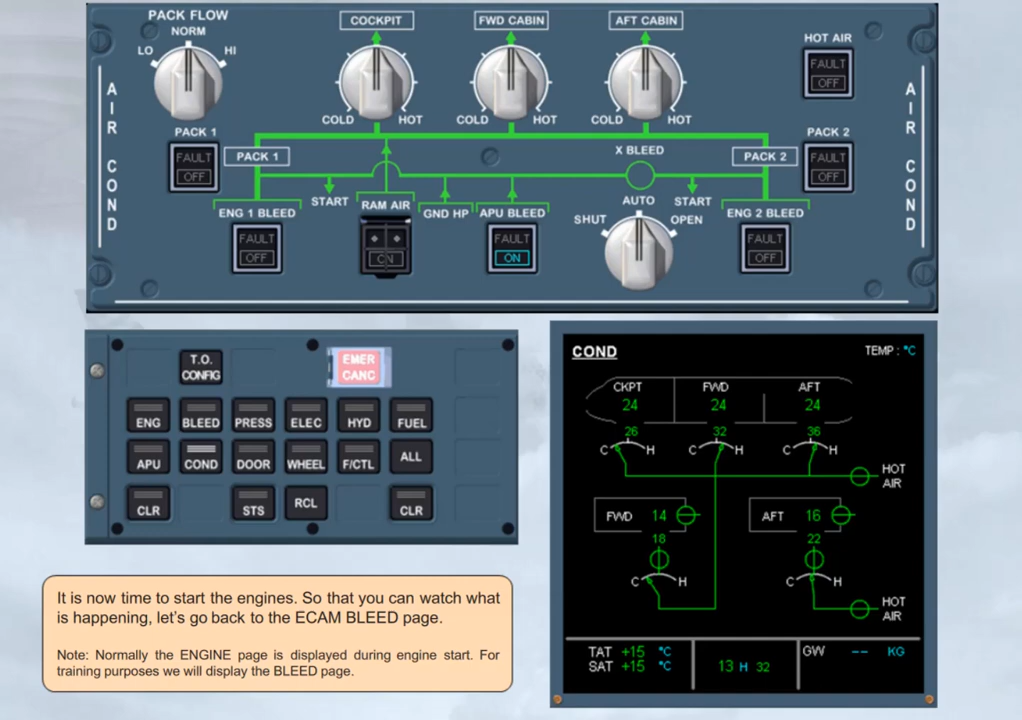 PACK FLOW
NORM
LO
HI
COCKPIT
FWD CABIN
AFT CABIN
HOT AIR
FAULT
OFF
COLD
HOT
COLD
HOT
COLD
HOT
AIR COND
AIR COND
PACK 1
FAULT
OFF
PACK 1
X BLEED
PACK 2
PACK 2
FAULT
OFF
START
RAM AIR
GND HP
APU BLEED
AUTO
START
ENG 1 BLEED
SHUT
OPEN
ENG 2 BLEED
FAULT
OFF
ON
FAULT
ON
FAULT
OFF
T.O.
CONFIG
EMER
CANC
ENG
BLEED
PRESS
ELEC
HYD
FUEL
APU
COND
DOOR
WHEEL
F/CTL
ALL
CLR
STS
RCL
CLR
COND
TEMP : °C
CKPT
FWD
AFT
24
24
24
26
32
36
C
H
C
H
C
H
HOT
AIR
FWD
14
AFT
16
18
22
C
H
C
H
HOT
AIR
TAT +15 °C
SAT +15 °C
13 H 32
GW
--
KG
It is now time to start the engines. So that you can watch what
is happening, let's go back to the ECAM BLEED page.
Note: Normally the ENGINE page is displayed during engine start. For
training purposes we will display the BLEED page.